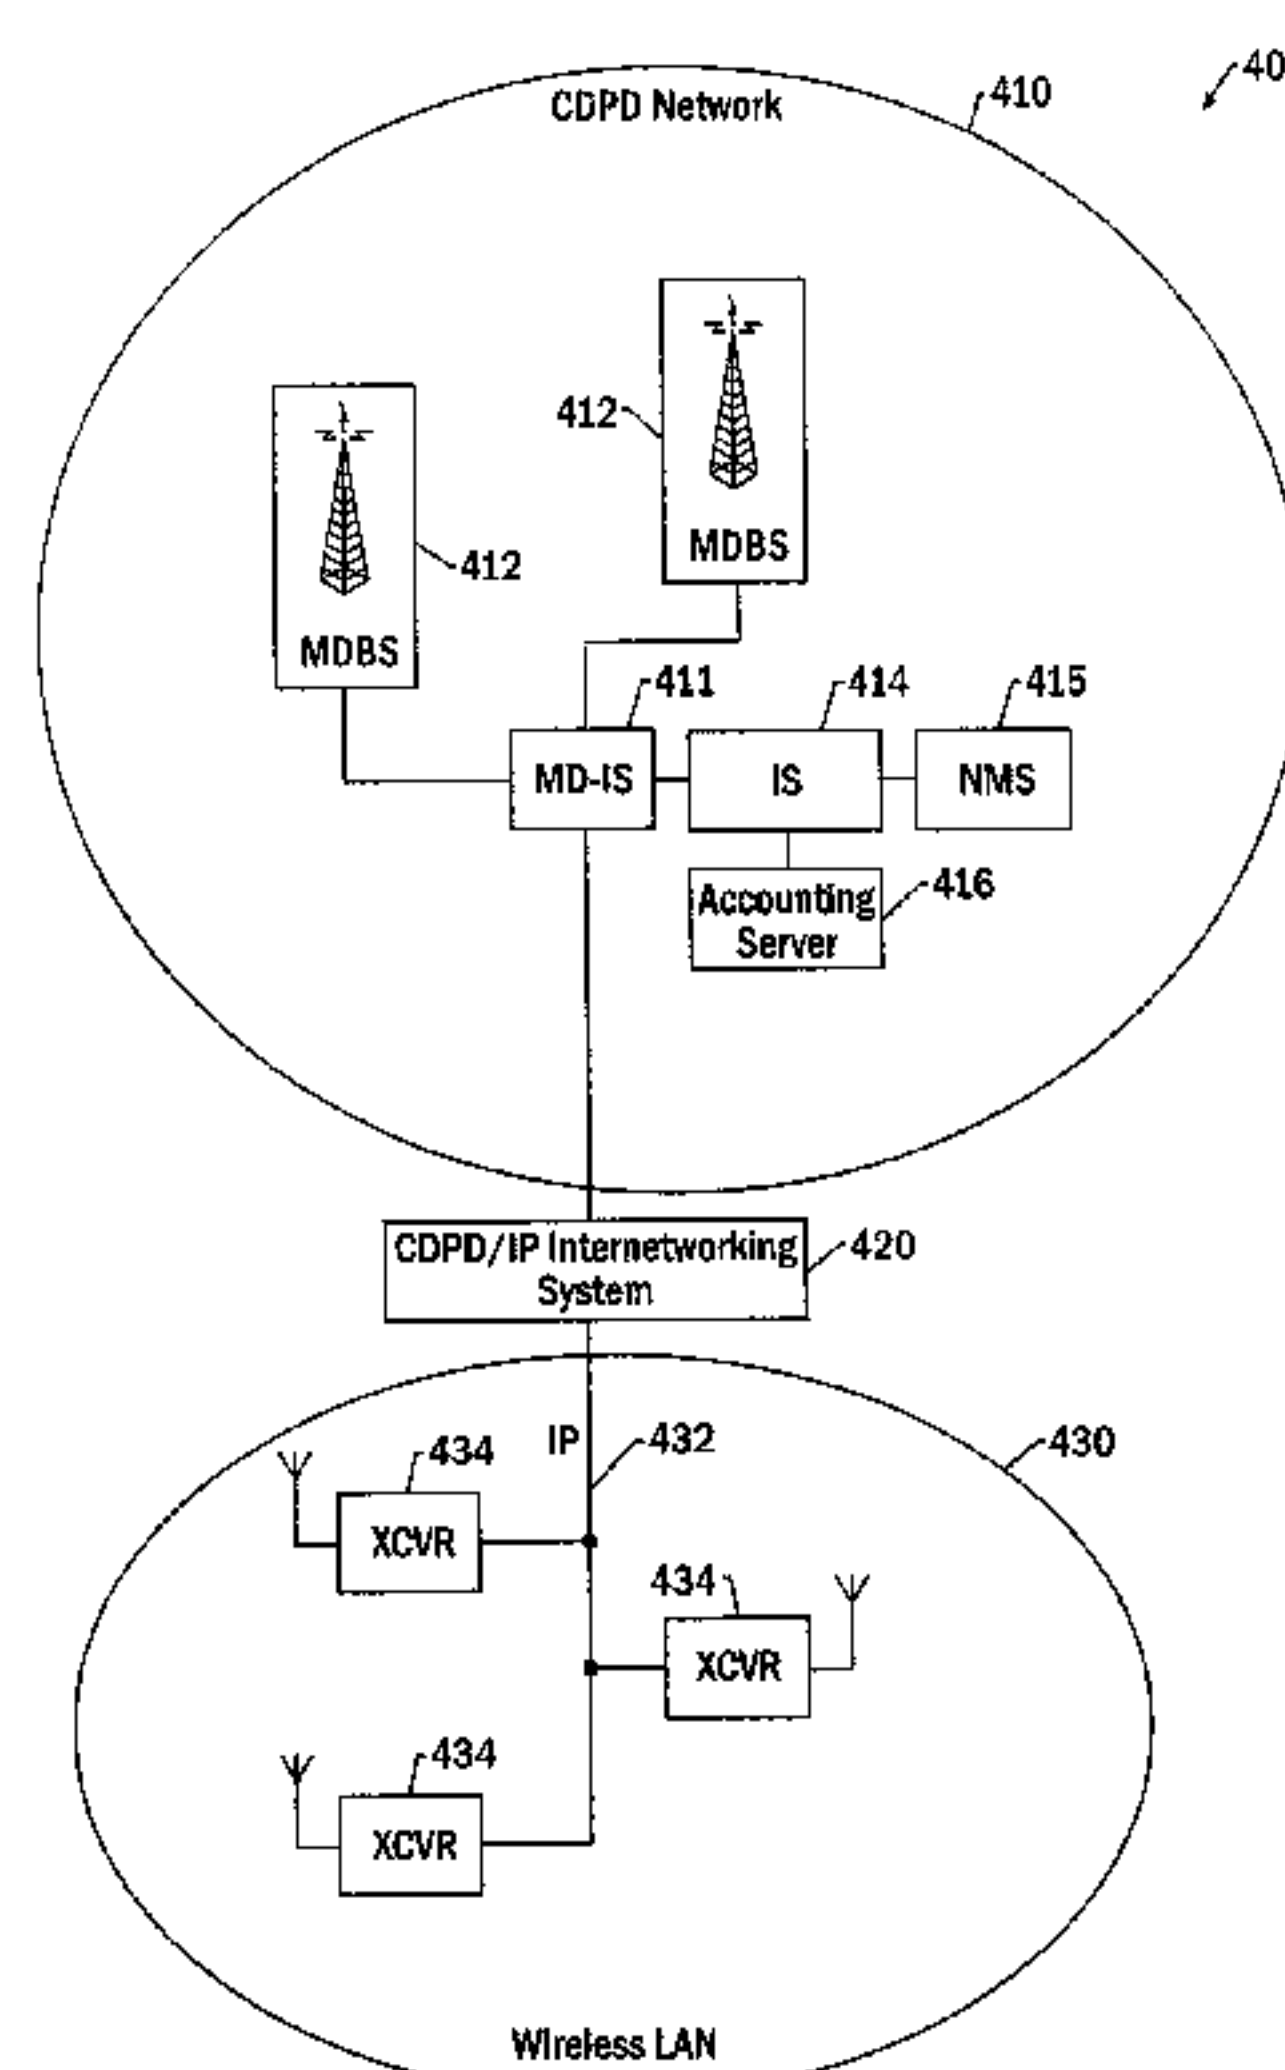 40
CDPD Network
410
412
MDBS
412
MDBS
411
414
415
MD-IS
IS
NMS
416
Accounting
Server
CDPD/IP Internetworking
System
420
IP
432
430
434
XCVR
434
XCVR
434
XCVR
Wireless LAN